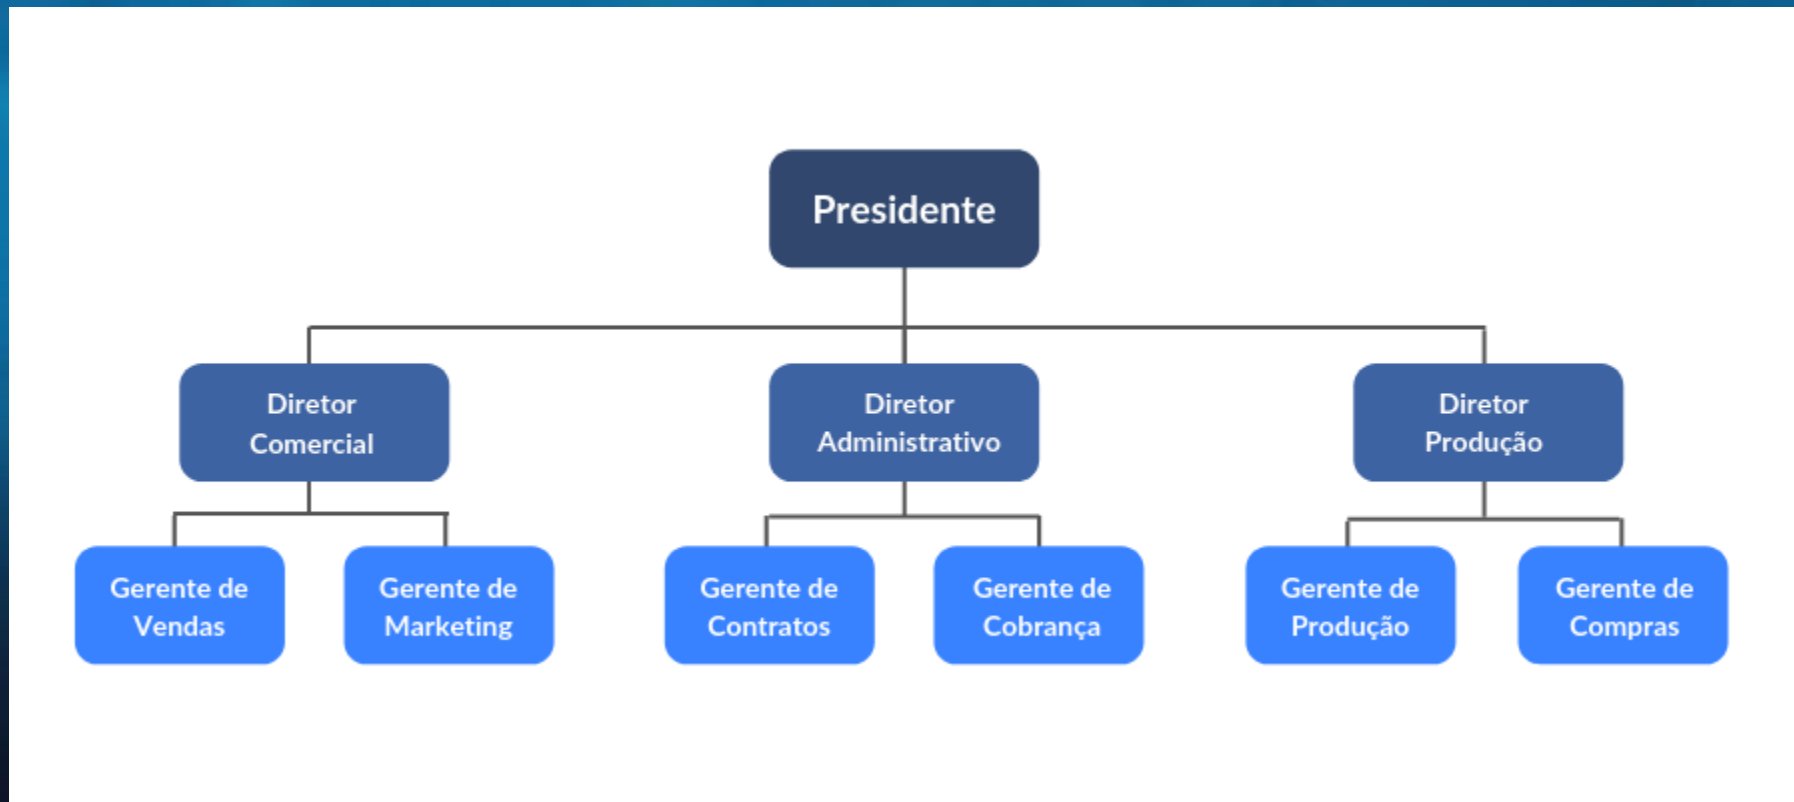 Presidente
Diretor
Comercial
Diretor
Administrativo
Diretor
Produção
Gerente de
Vendas
Gerente de
Marketing
Gerente de
Contratos
Gerente de
Cobrança
Gerente de
Produção
Gerente de
Compras